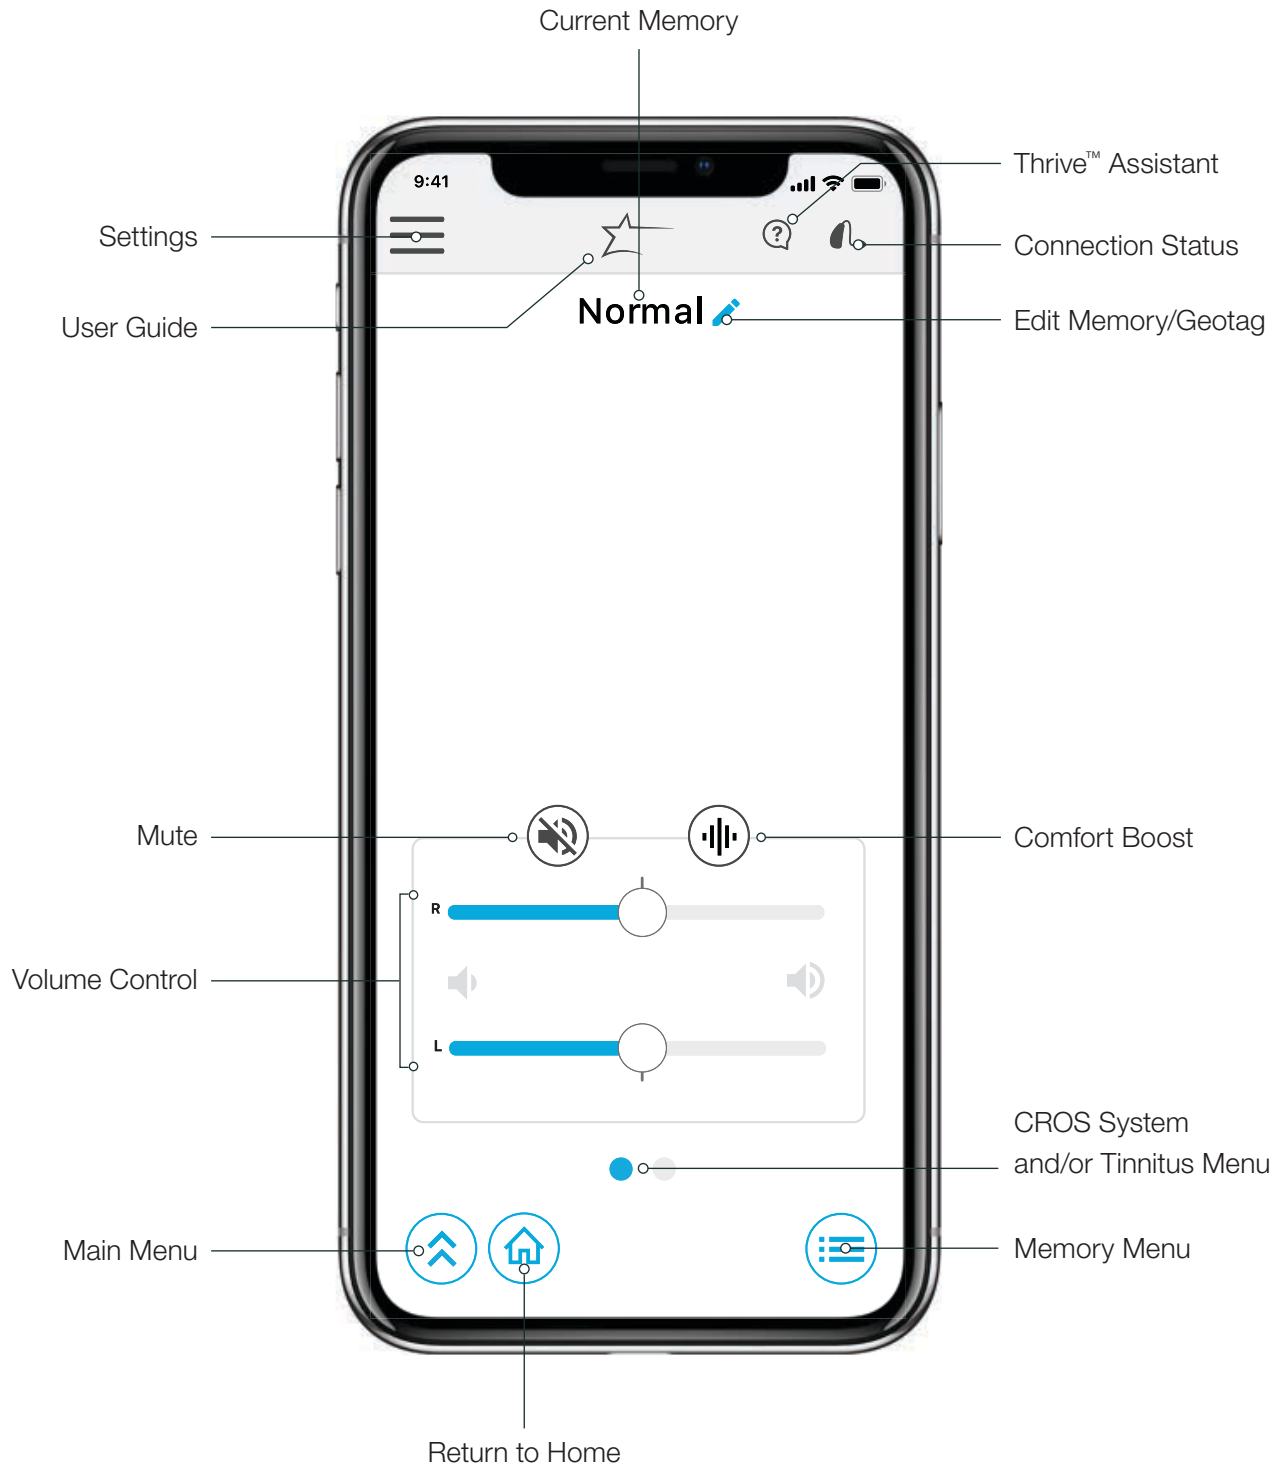 Current Memory
Thrive™ Assistant
9:41
Settings
Connection Status
Normal
User Guide
Edit Memory/Geotag
Mute
Comfort Boost
R
Volume Control
L
CROS System
and/or Tinnitus Menu
Main Menu
Memory Menu
Return to Home